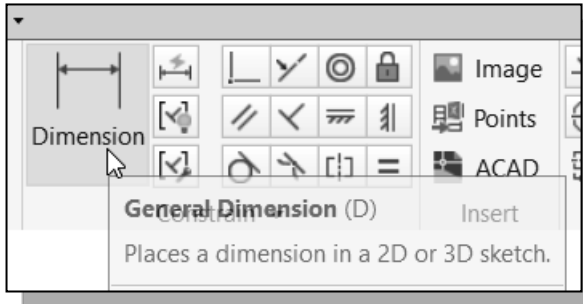 Image
Points
Dimension
ACAD
General Dimension (D)
Constrain
Insert
Places a dimension in a 2D or 3D sketch.